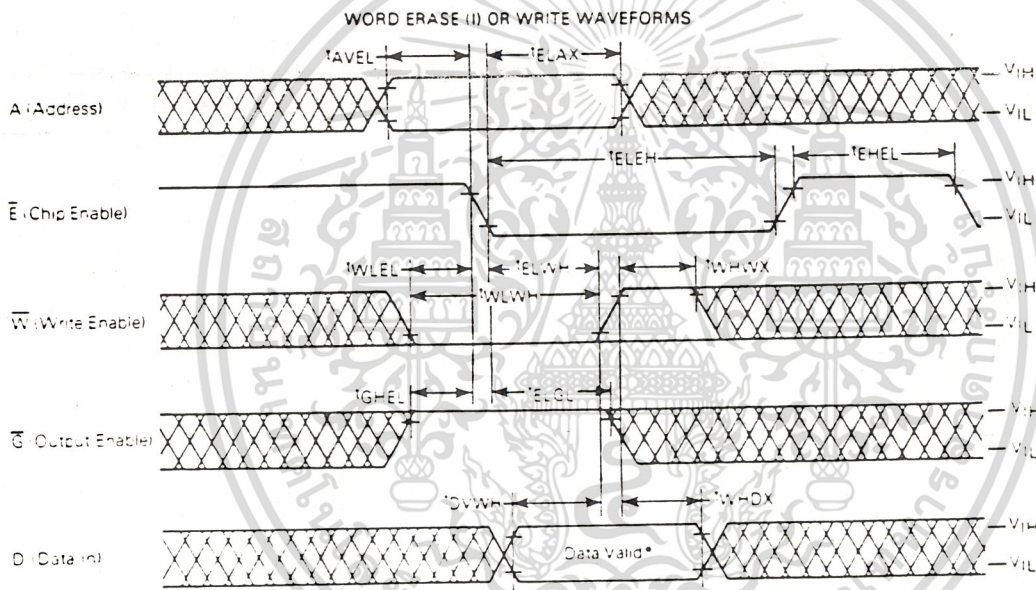 WORD ERASE (I) OR WRITE WAVEFORMS
tAVEL tELAX
A (Address) VIH
VIL
tELEH tEHEL
E̅ (Chip Enable) VIH
VIL
tWLEL tELWH tWHWX
tWLWH
W̅ (Write Enable) VIH
VIL
tGHEL tELGL
G̅ (Output Enable) VIH
VIL
tDVWH tWHDX
D (Data in) Data Valid* VIH
VIL